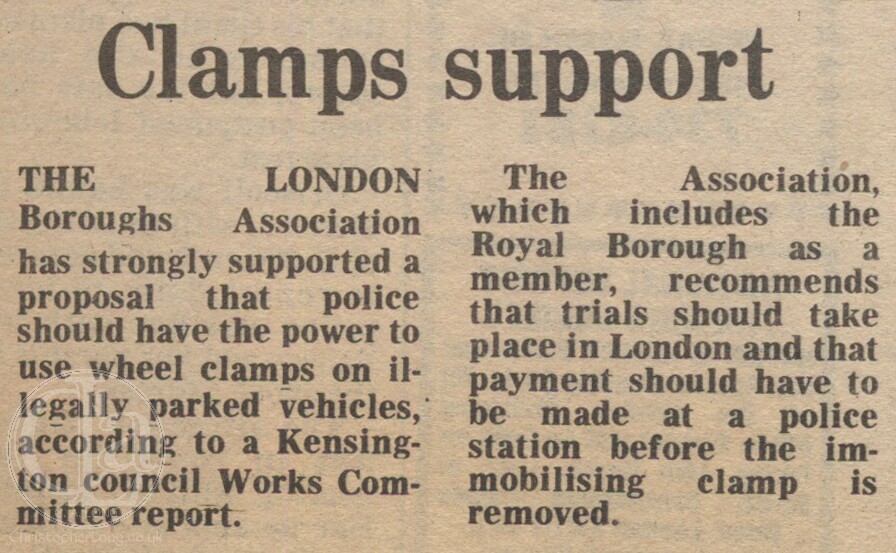 Clamps support
THE LONDON
Boroughs Association
has strongly supported a
proposal that police
should have the power to
use wheel clamps on il-
legally parked vehicles,
according to a Kensing-
ton council Works Com-
mittee report.
The Association,
which includes the
Royal Borough as a
member, recommends
that trials should take
place in London and that
payment should have to
be made at a police
station before the im-
mobilising clamp is
removed.
ChristopherLong.co.uk